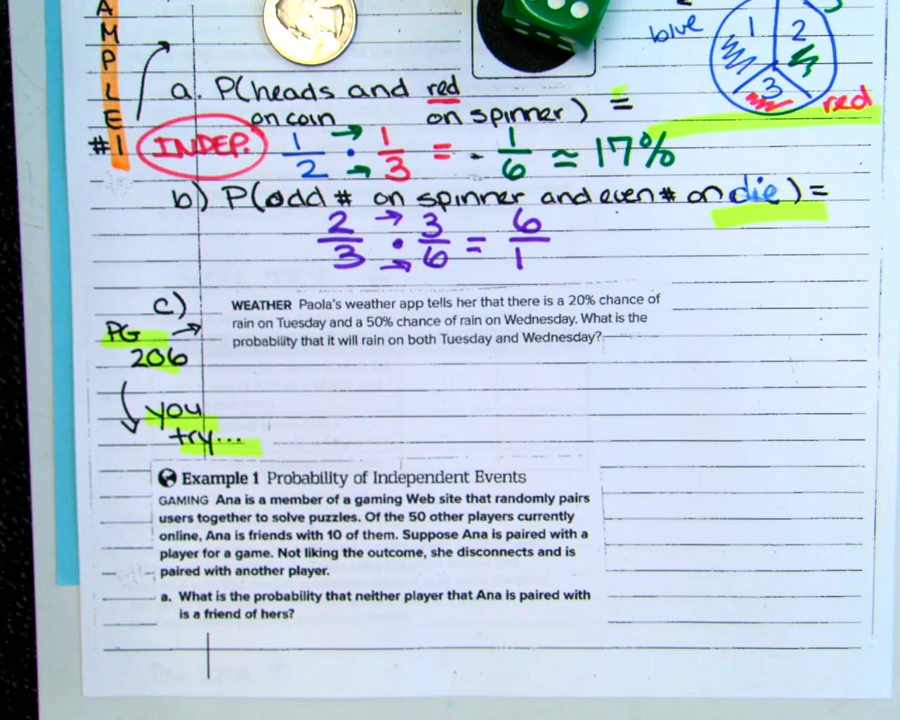 EXAMPLE #1
blue
1
2
3
red
a. P(heads and red =
on coin on spinner)
INDEP. 1/2 · 1/3 = 1/6 ≈ 17%
b) P(odd # on spinner and even # on die) =
2/3 · 3/6 = 6/1
c)
PG
206
WEATHER Paola's weather app tells her that there is a 20% chance of
rain on Tuesday and a 50% chance of rain on Wednesday. What is the
probability that it will rain on both Tuesday and Wednesday?
you
try...
Example 1 Probability of Independent Events
GAMING Ana is a member of a gaming Web site that randomly pairs
users together to solve puzzles. Of the 50 other players currently
online, Ana is friends with 10 of them. Suppose Ana is paired with a
player for a game. Not liking the outcome, she disconnects and is
paired with another player.
a. What is the probability that neither player that Ana is paired with
is a friend of hers?